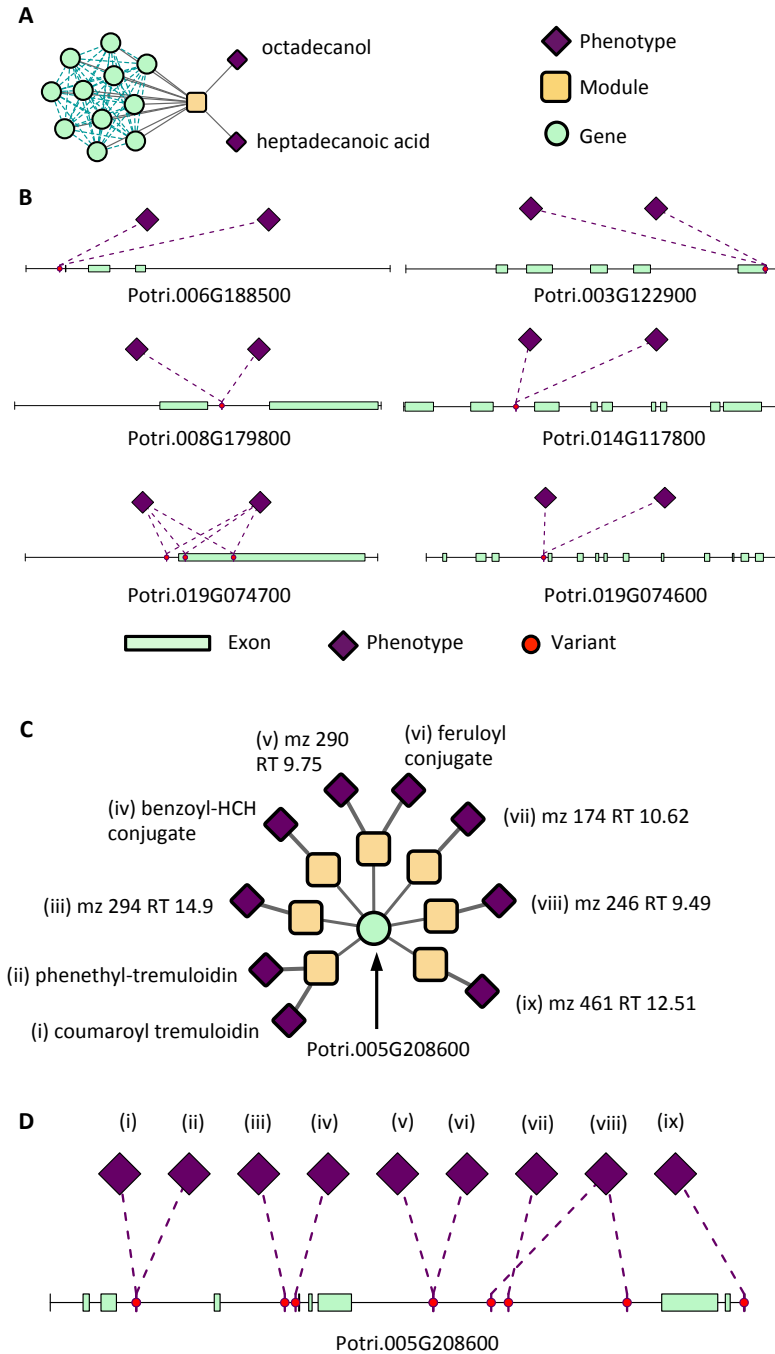 A
octadecanol
heptadecanoic acid
Phenotype
Module
Gene
B
Potri.006G188500
Potri.003G122900
Potri.008G179800
Potri.014G117800
Potri.019G074700
Potri.019G074600
Exon
Phenotype
Variant
C
(v) mz 290
RT 9.75
(vi) feruloyl
conjugate
(iv) benzoyl-HCH
conjugate
(vii) mz 174 RT 10.62
(iii) mz 294 RT 14.9
(viii) mz 246 RT 9.49
(ii) phenethyl-tremuloidin
(ix) mz 461 RT 12.51
(i) coumaroyl tremuloidin
Potri.005G208600
D
(i) (ii) (iii) (iv) (v) (vi) (vii) (viii) (ix)
Potri.005G208600